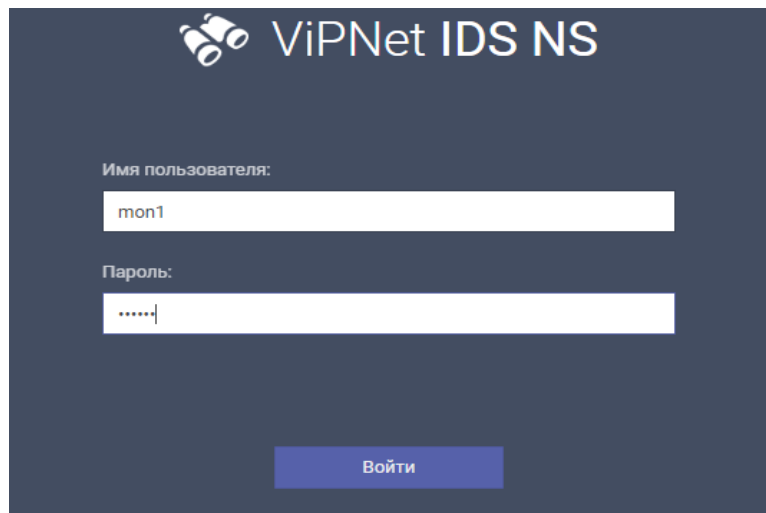 ViPNet IDS NS
Имя пользователя:
mon1
Пароль:
••••••
Войти